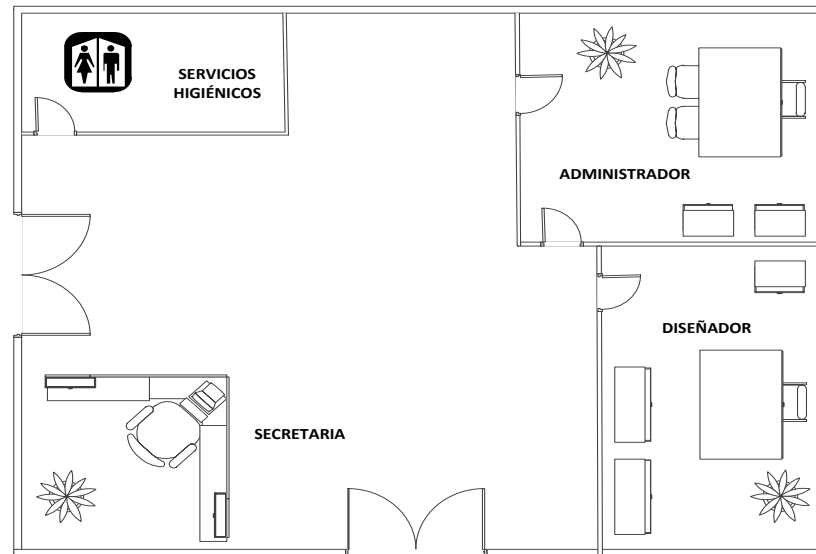 SERVICIOS
HIGIÉNICOS
ADMINISTRADOR
DISEÑADOR
SECRETARIA